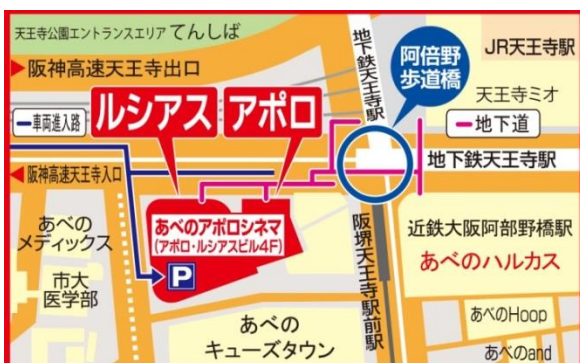 天王寺公園エントランスエリア てんしば
▶阪神高速天王寺出口
地下鉄天王寺駅
阿倍野
歩道橋
JR天王寺駅
天王寺ミオ
車両進入路
ルシアス
アポロ
地下道
地下鉄天王寺駅
◀阪神高速天王寺入口
あべの
メディックス
あべのアポロシネマ
(アポロ・ルシアスビル4F)
P
市大
医学部
阪堺天王寺駅前駅
近鉄大阪阿部野橋駅
あべのハルカス
あべの
キューズタウン
あべのHoop
あべのand